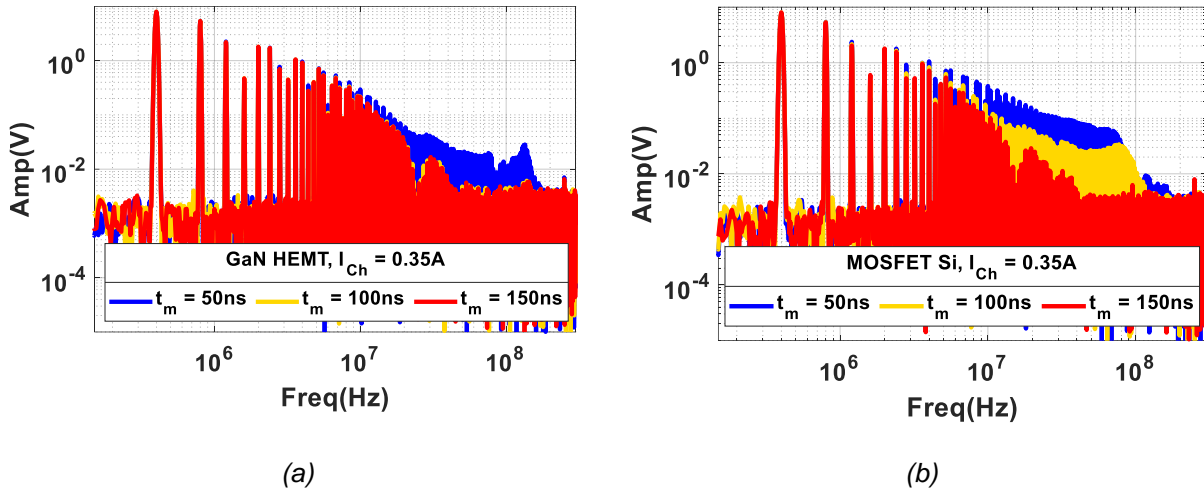 Amp(V)
10^0
10^-2
10^-4
GaN HEMT, I_Ch = 0.35A
t_m = 50ns t_m = 100ns t_m = 150ns
10^6 10^7 10^8
Freq(Hz)
(a)
Amp(V)
10^0
10^-2
10^-4
MOSFET Si, I_Ch = 0.35A
t_m = 50ns t_m = 100ns t_m = 150ns
10^6 10^7 10^8
Freq(Hz)
(b)